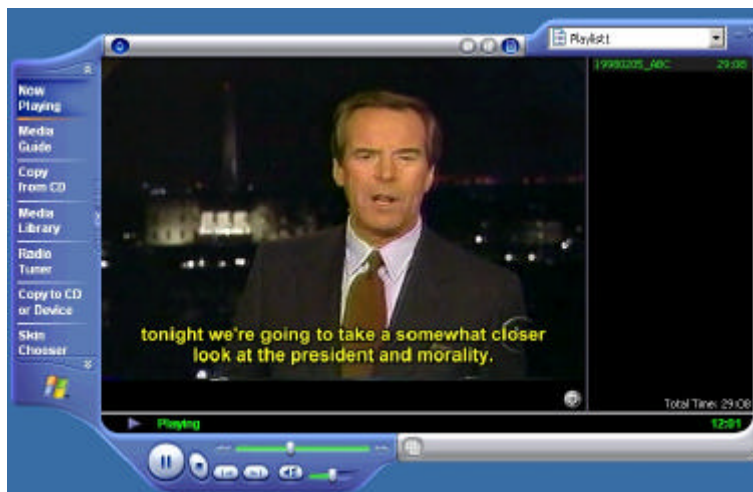 Playlist1
19980205_ABC 29:08
Now
Playing
Media
Guide
Copy
from CD
Media
Library
Radio
Tuner
Copy to CD
or Device
Skin
Chooser
tonight we're going to take a somewhat closer
look at the president and morality.
Total Time: 29:08
Playing 12:01